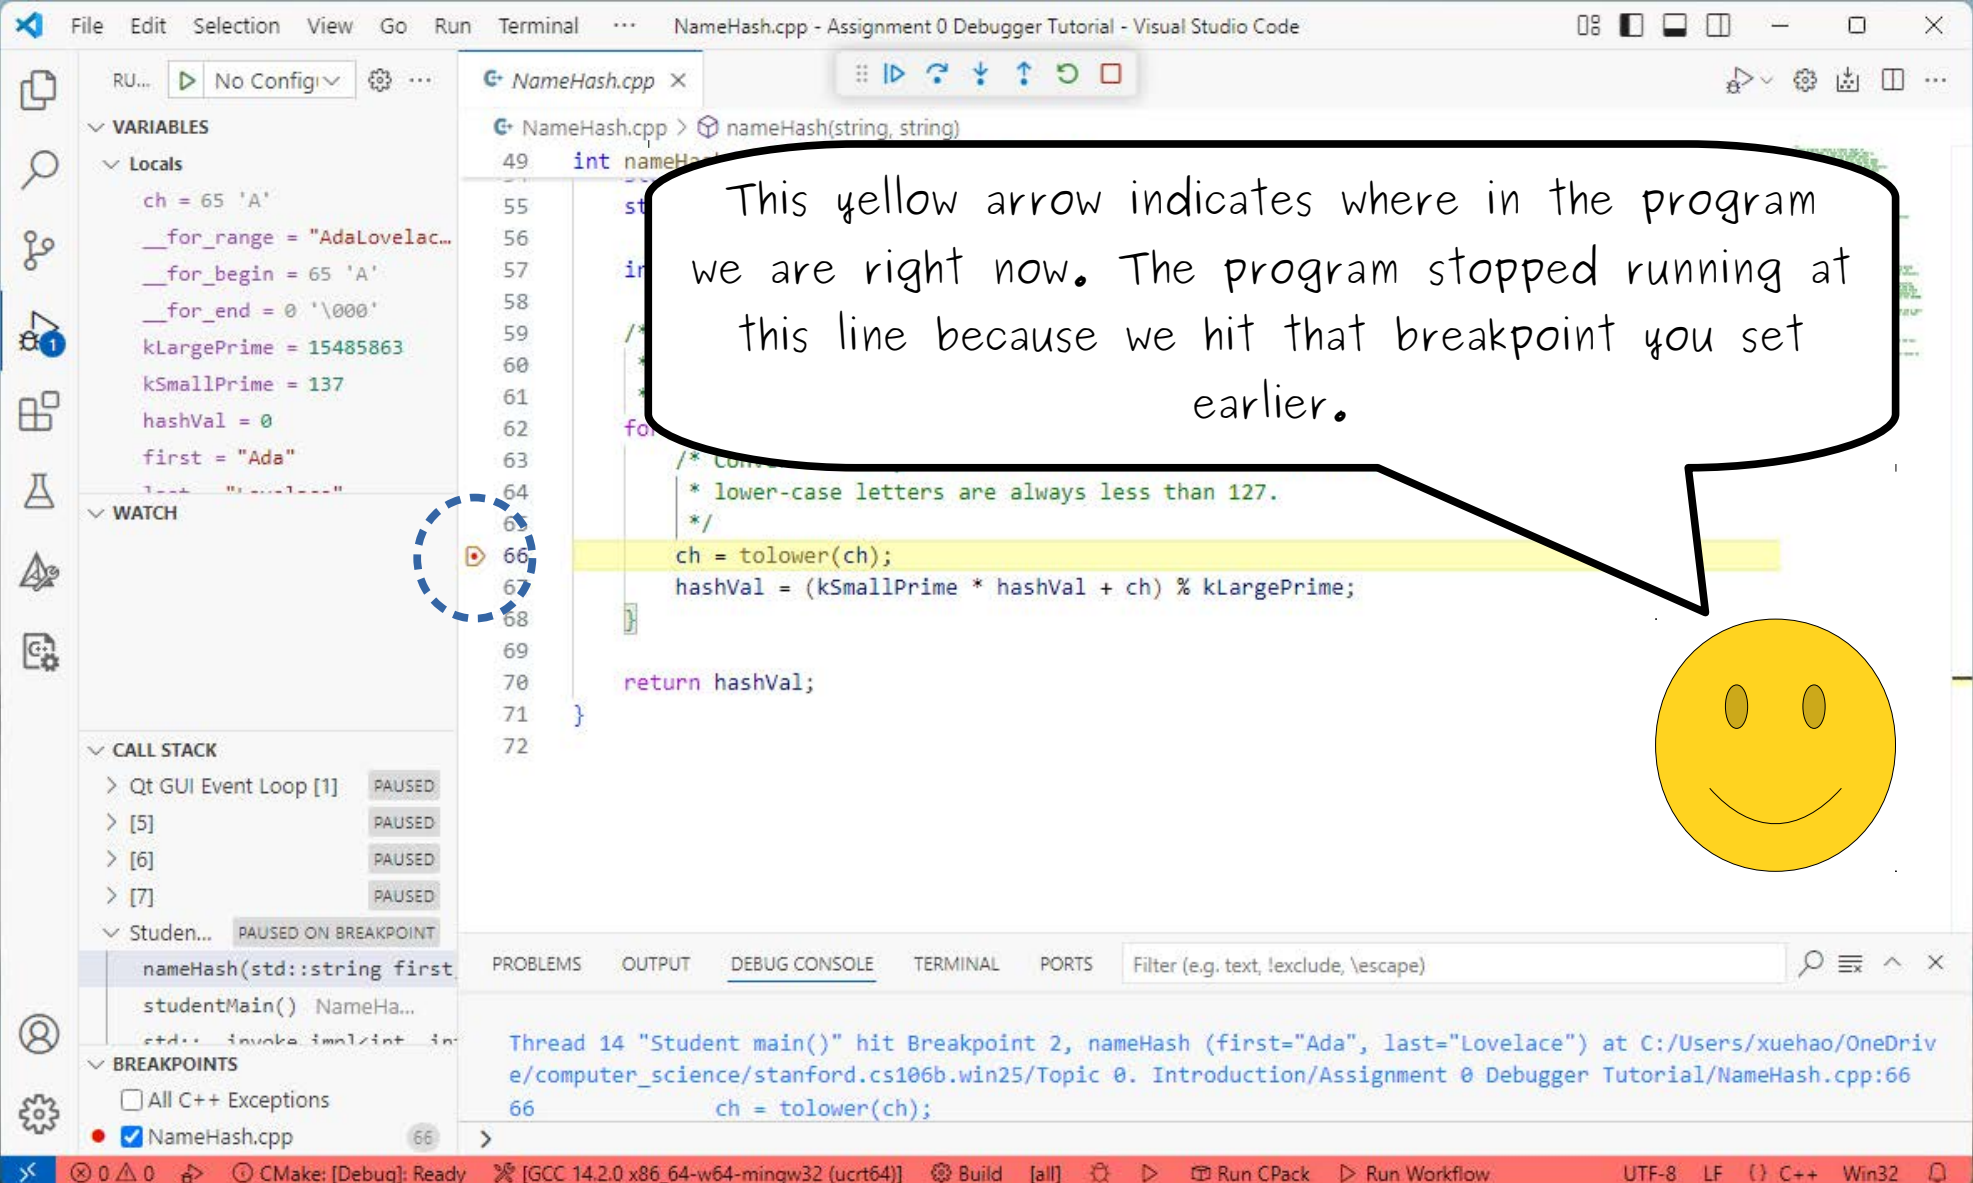 File Edit Selection View Go Run Terminal ··· NameHash.cpp - Assignment 0 Debugger Tutorial - Visual Studio Code
RU... No Config ···
NameHash.cpp
VARIABLES
Locals
ch = 65 'A'
__for_range = "AdaLovelac…
__for_begin = 65 'A'
__for_end = 0 '\000'
kLargePrime = 15485863
kSmallPrime = 137
hashVal = 0
first = "Ada"
WATCH
CALL STACK
Qt GUI Event Loop [1] PAUSED
[5] PAUSED
[6] PAUSED
[7] PAUSED
Studen... PAUSED ON BREAKPOINT
nameHash(std::string first
studentMain() NameHa...
BREAKPOINTS
All C++ Exceptions
NameHash.cpp 66
NameHash.cpp > nameHash(string, string)
49 int nameHas
55 st
56
57 in
58
59 /*
60 *
61 *
62 for
63 /*
64 * lower-case letters are always less than 127.
65 */
66 ch = tolower(ch);
67 hashVal = (kSmallPrime * hashVal + ch) % kLargePrime;
68 }
69
70 return hashVal;
71 }
72
This yellow arrow indicates where in the program
we are right now. The program stopped running at
this line because we hit that breakpoint you set
earlier.
PROBLEMS OUTPUT DEBUG CONSOLE TERMINAL PORTS Filter (e.g. text, !exclude, \escape)
Thread 14 "Student main()" hit Breakpoint 2, nameHash (first="Ada", last="Lovelace") at C:/Users/xuehao/OneDriv
e/computer_science/stanford.cs106b.win25/Topic 0. Introduction/Assignment 0 Debugger Tutorial/NameHash.cpp:66
66 ch = tolower(ch);
>
0 0 CMake: [Debug]: Ready [GCC 14.2.0 x86_64-w64-mingw32 (ucrt64)] Build [all] Run CPack Run Workflow UTF-8 LF {} C++ Win32